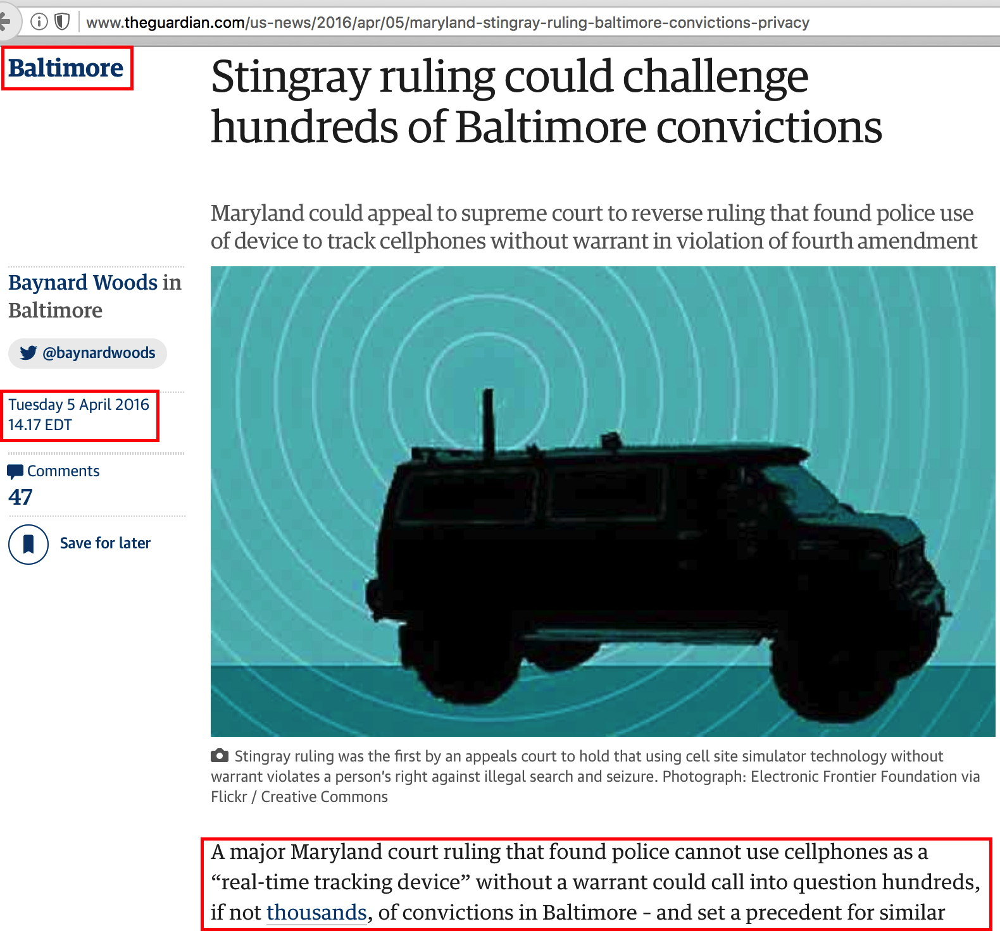 www.theguardian.com/us-news/2016/apr/05/maryland-stingray-ruling-baltimore-convictions-privacy
Baltimore
Stingray ruling could challenge
hundreds of Baltimore convictions
Maryland could appeal to supreme court to reverse ruling that found police use
of device to track cellphones without warrant in violation of fourth amendment
Baynard Woods in
Baltimore
@baynardwoods
Tuesday 5 April 2016
14.17 EDT
Comments
47
Save for later
Stingray ruling was the first by an appeals court to hold that using cell site simulator technology without
warrant violates a person's right against illegal search and seizure. Photograph: Electronic Frontier Foundation via
Flickr / Creative Commons
A major Maryland court ruling that found police cannot use cellphones as a
“real-time tracking device” without a warrant could call into question hundreds,
if not thousands, of convictions in Baltimore – and set a precedent for similar